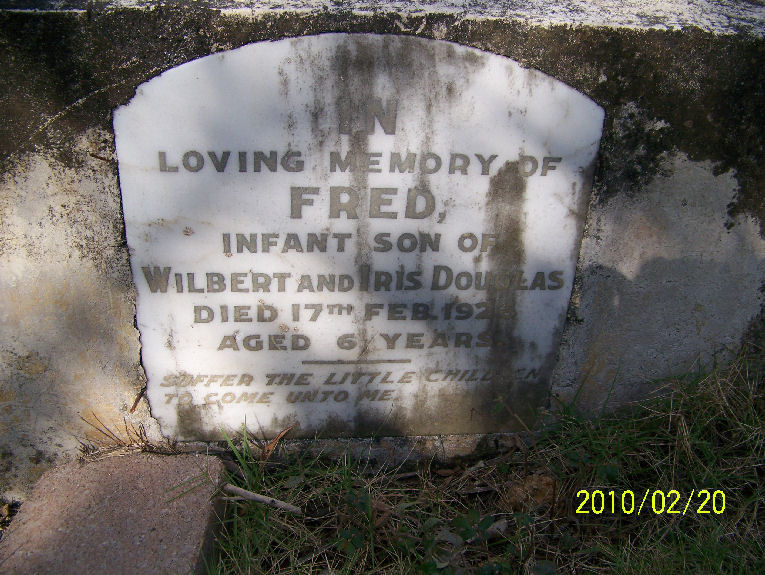 IN
LOVING MEMORY OF
FRED,
INFANT SON OF
WILBERT AND IRIS DOUGLAS
DIED 17TH FEB.
AGED 6 YEARS.
SUFFER THE LITTLE CHILDREN
TO COME UNTO ME.
2010/02/20